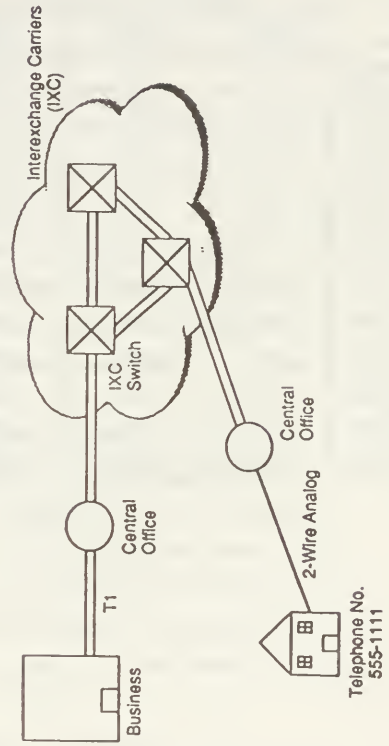 Interexchange Carriers
(IXC)
IXC
Switch
Central
Office
T1
Business
Central
Office
2-Wire Analog
Telephone No.
555-1111